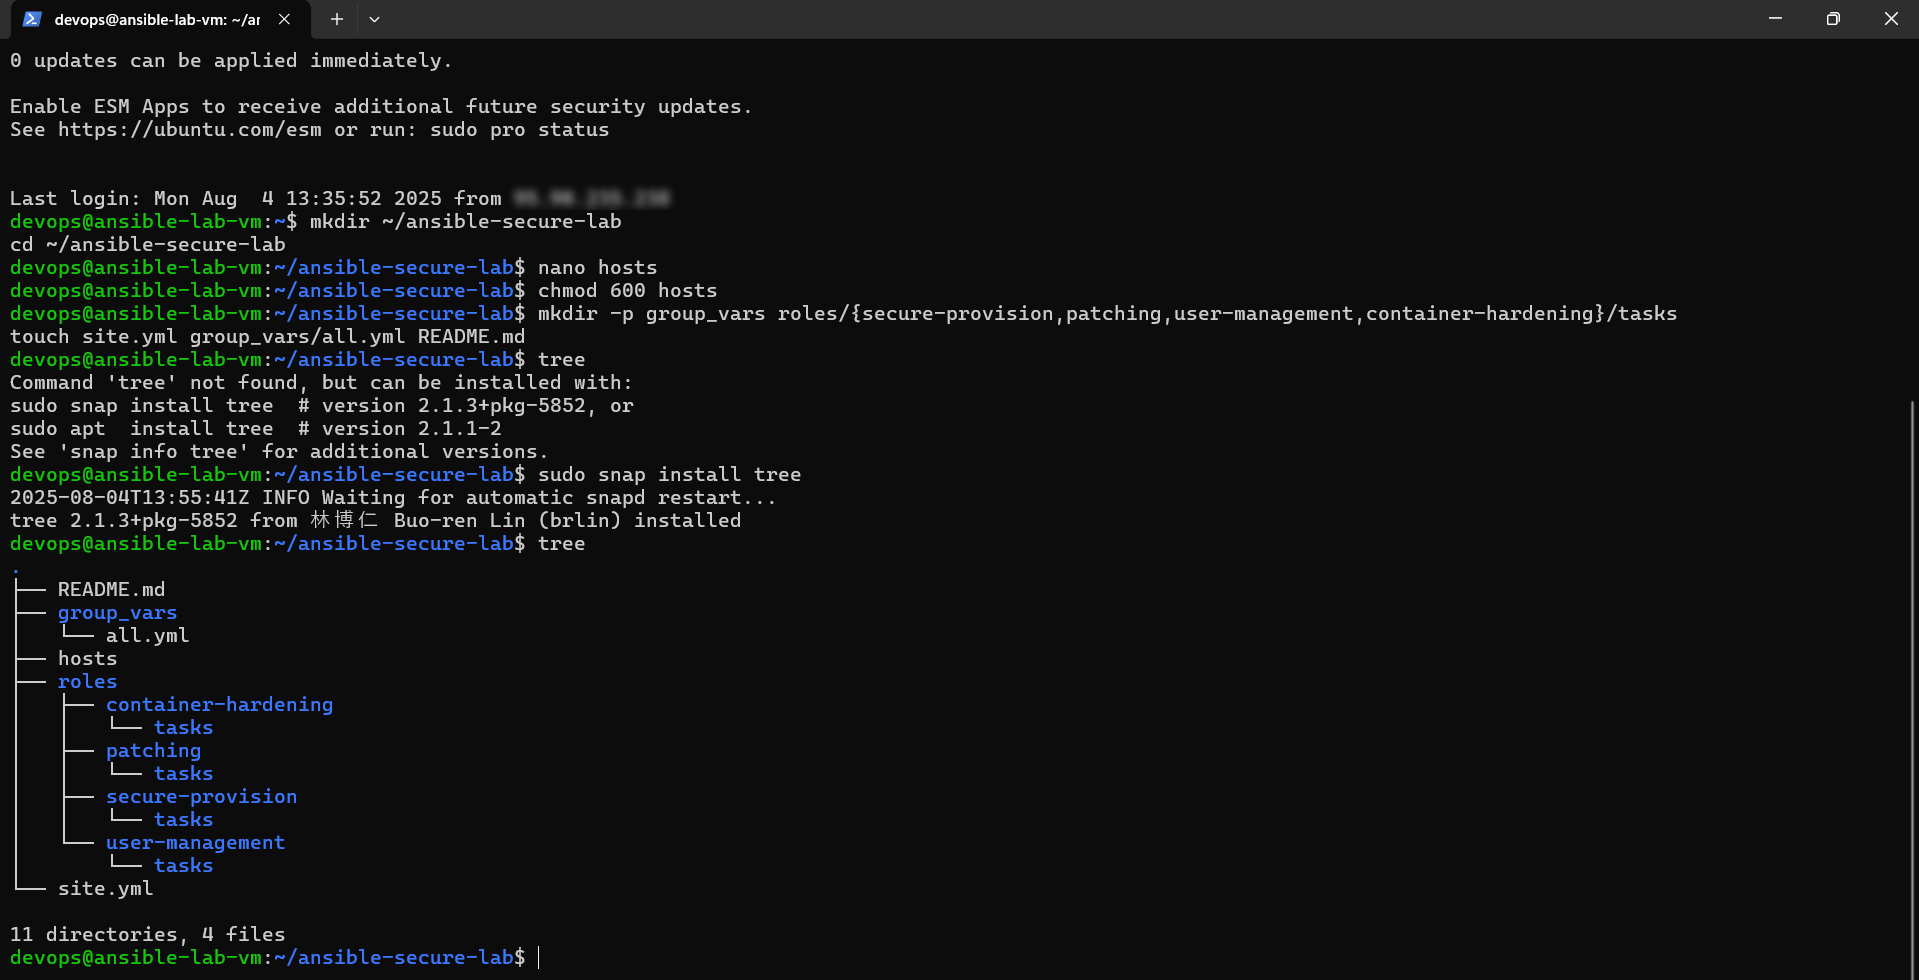 devops@ansible-lab-vm: ~/ar
0 updates can be applied immediately.
Enable ESM Apps to receive additional future security updates.
See https://ubuntu.com/esm or run: sudo pro status
Last login: Mon Aug  4 13:35:52 2025 from
devops@ansible-lab-vm:~$ mkdir ~/ansible-secure-lab
cd ~/ansible-secure-lab
devops@ansible-lab-vm:~/ansible-secure-lab$ nano hosts
devops@ansible-lab-vm:~/ansible-secure-lab$ chmod 600 hosts
devops@ansible-lab-vm:~/ansible-secure-lab$ mkdir -p group_vars roles/{secure-provision,patching,user-management,container-hardening}/tasks
touch site.yml group_vars/all.yml README.md
devops@ansible-lab-vm:~/ansible-secure-lab$ tree
Command 'tree' not found, but can be installed with:
sudo snap install tree  # version 2.1.3+pkg-5852, or
sudo apt  install tree  # version 2.1.1-2
See 'snap info tree' for additional versions.
devops@ansible-lab-vm:~/ansible-secure-lab$ sudo snap install tree
2025-08-04T13:55:41Z INFO Waiting for automatic snapd restart...
tree 2.1.3+pkg-5852 from 林博仁 Buo-ren Lin (brlin) installed
devops@ansible-lab-vm:~/ansible-secure-lab$ tree
.
├── README.md
├── group_vars
│   └── all.yml
├── hosts
├── roles
│   ├── container-hardening
│   │   └── tasks
│   ├── patching
│   │   └── tasks
│   ├── secure-provision
│   │   └── tasks
│   └── user-management
│       └── tasks
└── site.yml
11 directories, 4 files
devops@ansible-lab-vm:~/ansible-secure-lab$